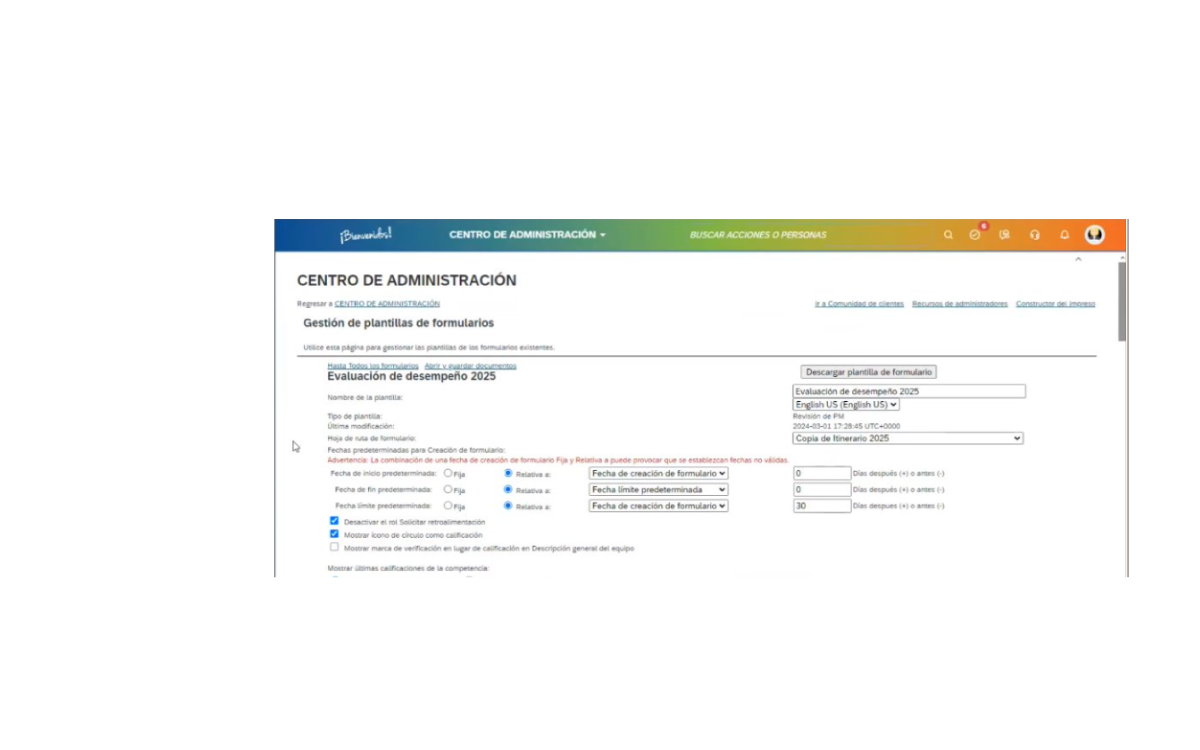 ¡Bienvenidos!
CENTRO DE ADMINISTRACIÓN
BUSCAR ACCIONES O PERSONAS
6
CENTRO DE ADMINISTRACIÓN
Regresar a CENTRO DE ADMINISTRACIÓN
Ir a Comunidad de clientes Recursos de administradores Constructor del impreso
Gestión de plantillas de formularios
Utilice esta página para gestionar las plantillas de los formularios existentes.
Hasta Todos los formularios Abrir y guardar documentos
Evaluación de desempeño 2025
Descargar plantilla de formulario
Nombre de la plantilla:
Evaluación de desempeño 2025
English US (English US)
Tipo de plantilla:
Revisión de PM
Última modificación:
2024-03-01 17:28:45 UTC+0000
Hoja de ruta de formulario:
Copia de Itinerario 2025
Fechas predeterminadas para Creación de formulario:
Advertencia: La combinación de una fecha de creación de formulario Fija y Relativa a puede provocar que se establezcan fechas no válidas.
Fecha de inicio predeterminada: Fija Relativa a: Fecha de creación de formulario 0 Días después (+) o antes (-)
Fecha de fin predeterminada: Fija Relativa a: Fecha límite predeterminada 0 Días después (+) o antes (-)
Fecha límite predeterminada: Fija Relativa a: Fecha de creación de formulario 30 Días después (+) o antes (-)
Desactivar el rol Solicitar retroalimentación
Mostrar ícono de círculo como calificación
Mostrar marca de verificación en lugar de calificación en Descripción general del equipo
Mostrar últimas calificaciones de la competencia: